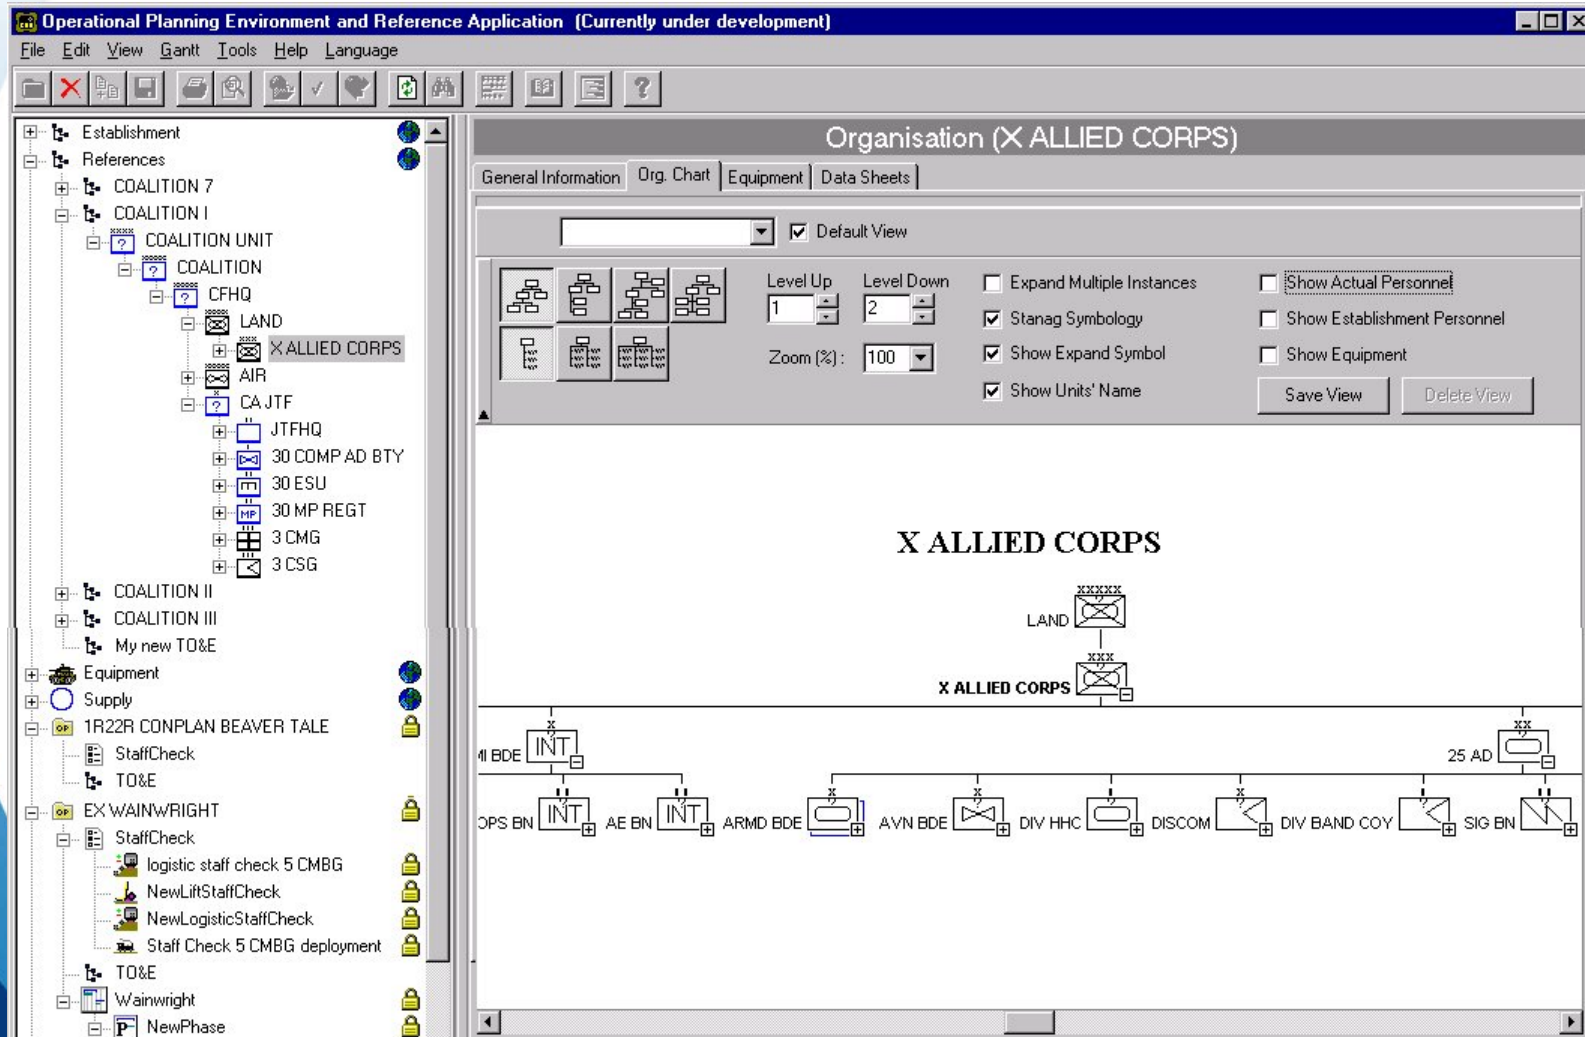 Operational Planning Environment and Reference Application (Currently under development)
File Edit View Gantt Tools Help Language
Establishment
References
COALITION 7
COALITION I
COALITION UNIT
COALITION
CFHQ
LAND
X ALLIED CORPS
AIR
CA JTF
JTFHQ
30 COMP AD BTY
30 ESU
MP 30 MP REGT
3 CMG
3 CSG
COALITION II
COALITION III
My new TO&E
Equipment
Supply
OP 1R22R CONPLAN BEAVER TALE
StaffCheck
TO&E
OP EX WAINWRIGHT
StaffCheck
logistic staff check 5 CMBG
NewLiftStaffCheck
NewLogisticStaffCheck
Staff Check 5 CMBG deployment
TO&E
Wainwright
P NewPhase
Organisation (X ALLIED CORPS)
General Information Org. Chart Equipment Data Sheets
Default View
Level Up Level Down
1 2
Zoom (%) : 100
Expand Multiple Instances
Stanag Symbology
Show Expand Symbol
Show Units' Name
Show Actual Personnel
Show Establishment Personnel
Show Equipment
Save View Delete View
X ALLIED CORPS
XXXXX
LAND
XXX
X ALLIED CORPS
X XX
MI BDE INT 25 AD
X X X X
OPS BN INT AE BN INT ARMD BDE AVN BDE DIV HHC DISCOM DIV BAND COY SIG BN